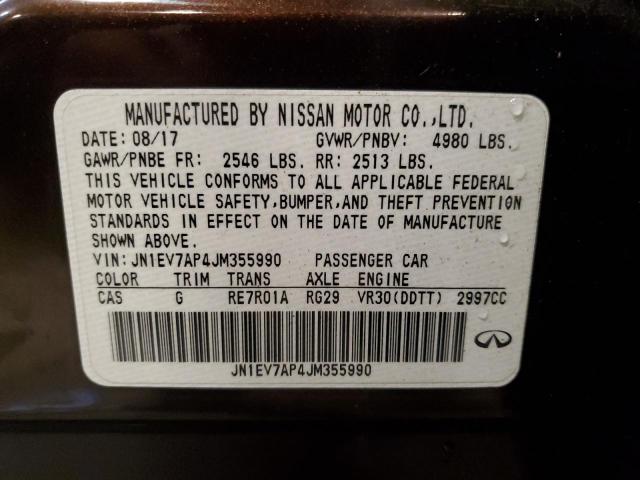 MANUFACTURED BY NISSAN MOTOR CO.,LTD.
DATE: 08/17 GVWR/PNBV: 4980 LBS.
GAWR/PNBE FR: 2546 LBS. RR: 2513 LBS.
THIS VEHICLE CONFORMS TO ALL APPLICABLE FEDERAL
MOTOR VEHICLE SAFETY,BUMPER,AND THEFT PREVENTION
STANDARDS IN EFFECT ON THE DATE OF MANUFACTURE
SHOWN ABOVE.
VIN: JN1EV7AP4JM355990 PASSENGER CAR
COLOR TRIM TRANS AXLE ENGINE
CAS G RE7R01A RG29 VR30(DDTT) 2997CC
JN1EV7AP4JM355990